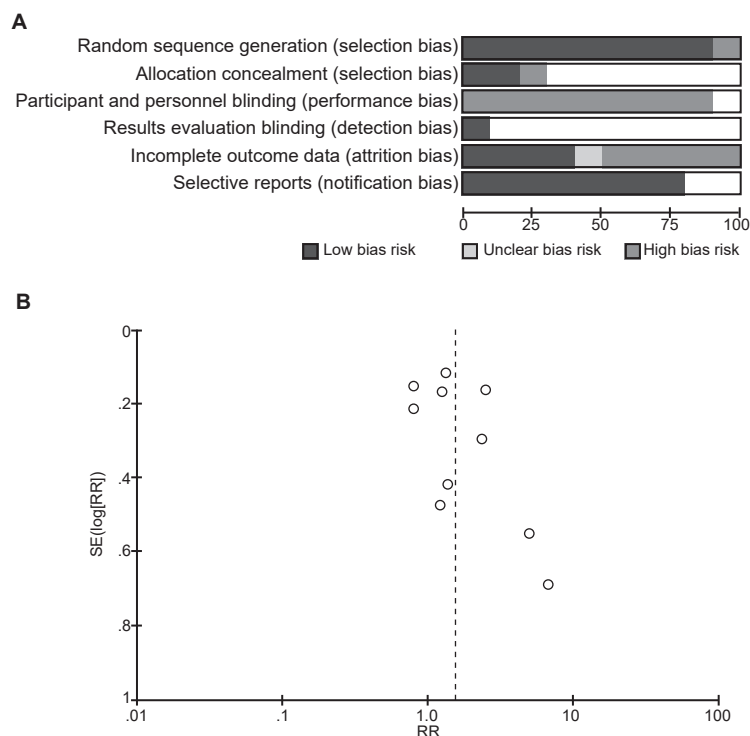 A
Random sequence generation (selection bias)
Allocation concealment (selection bias)
Participant and personnel blinding (performance bias)
Results evaluation blinding (detection bias)
Incomplete outcome data (attrition bias)
Selective reports (notification bias)
0 25 50 75 100
Low bias risk Unclear bias risk High bias risk
B
0
.2
.4
.6
.8
1
SE(log[RR])
.01 .1 1.0 10 100
RR